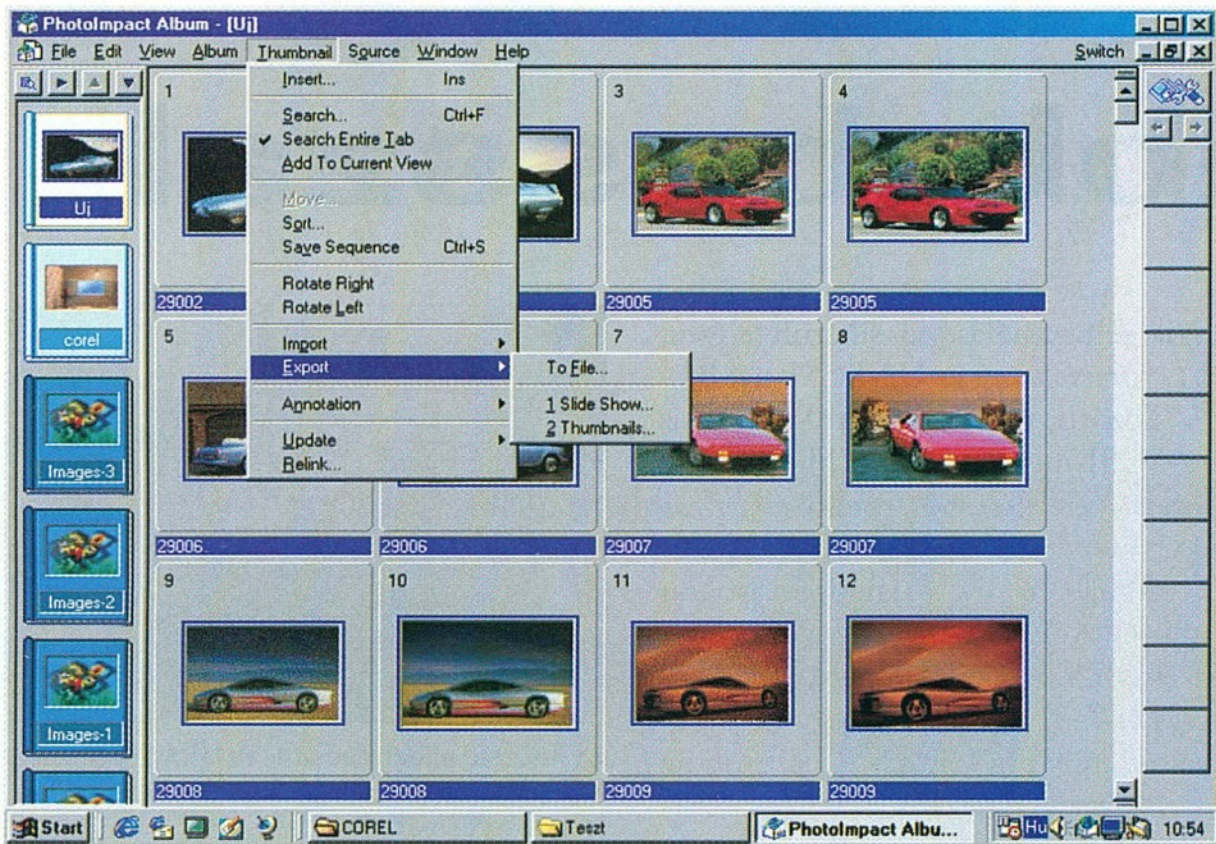 PhotoImpact Album - [Uj]
File Edit View Album Thumbnail Source Window Help Switch
Insert... Ins
Search... Ctrl+F
Search Entire Tab
Add To Current View
Move...
Sort...
Save Sequence Ctrl+S
Rotate Right
Rotate Left
Import
Export
Annotation
Update
Relink...
To File...
1 Slide Show...
2 Thumbnails...
Uj
corel
Images-3
Images-2
Images-1
1
3
4
29002
29005
29005
5
7
8
29006
29006
29007
29007
9
10
11
12
29008
29008
29009
29009
Start COREL Teszt PhotoImpact Albu... Hu 10:54